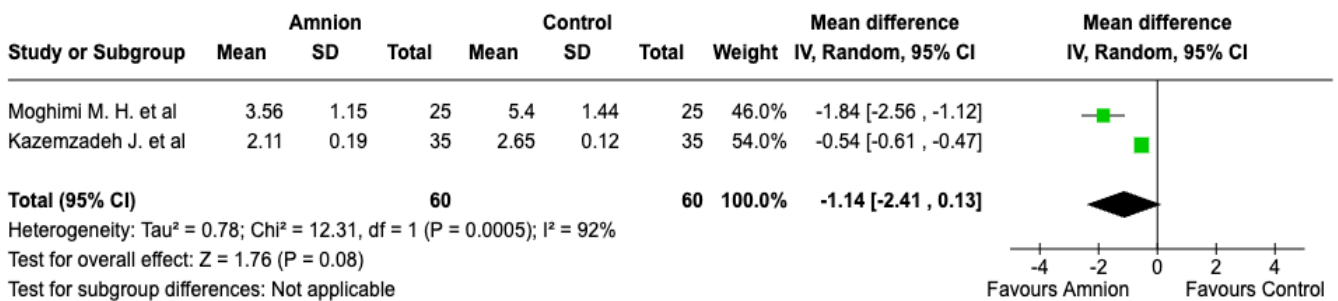 Amnion Control Mean difference Mean difference
Study or Subgroup Mean SD Total Mean SD Total Weight IV, Random, 95% CI IV, Random, 95% CI
Moghimi M. H. et al 3.56 1.15 25 5.4 1.44 25 46.0% -1.84 [-2.56 , -1.12]
Kazemzadeh J. et al 2.11 0.19 35 2.65 0.12 35 54.0% -0.54 [-0.61 , -0.47]
Total (95% CI) 60 60 100.0% -1.14 [-2.41 , 0.13]
Heterogeneity: Tau² = 0.78; Chi² = 12.31, df = 1 (P = 0.0005); I² = 92%
Test for overall effect: Z = 1.76 (P = 0.08)
-4 -2 0 2 4
Test for subgroup differences: Not applicable
Favours Amnion Favours Control